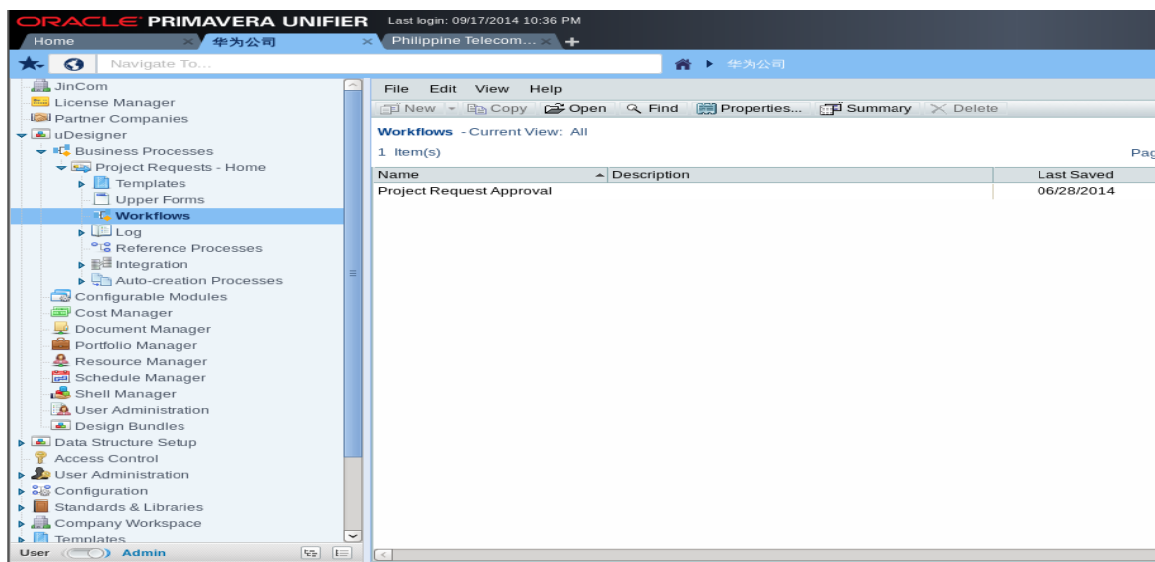 ORACLE PRIMAVERA UNIFIER Last login: 09/17/2014 10:36 PM
Home 华为公司 Philippine Telecom...
Navigate To... 华为公司
JinCom
License Manager
Partner Companies
uDesigner
Business Processes
Project Requests - Home
Templates
Upper Forms
Workflows
Log
Reference Processes
Integration
Auto-creation Processes
Configurable Modules
Cost Manager
Document Manager
Portfolio Manager
Resource Manager
Schedule Manager
Shell Manager
User Administration
Design Bundles
Data Structure Setup
Access Control
User Administration
Configuration
Standards & Libraries
Company Workspace
Templates
User Admin
File Edit View Help
New Copy Open Find Properties... Summary Delete
Workflows - Current View: All
1 Item(s) Pag
Name Description Last Saved
Project Request Approval 06/28/2014